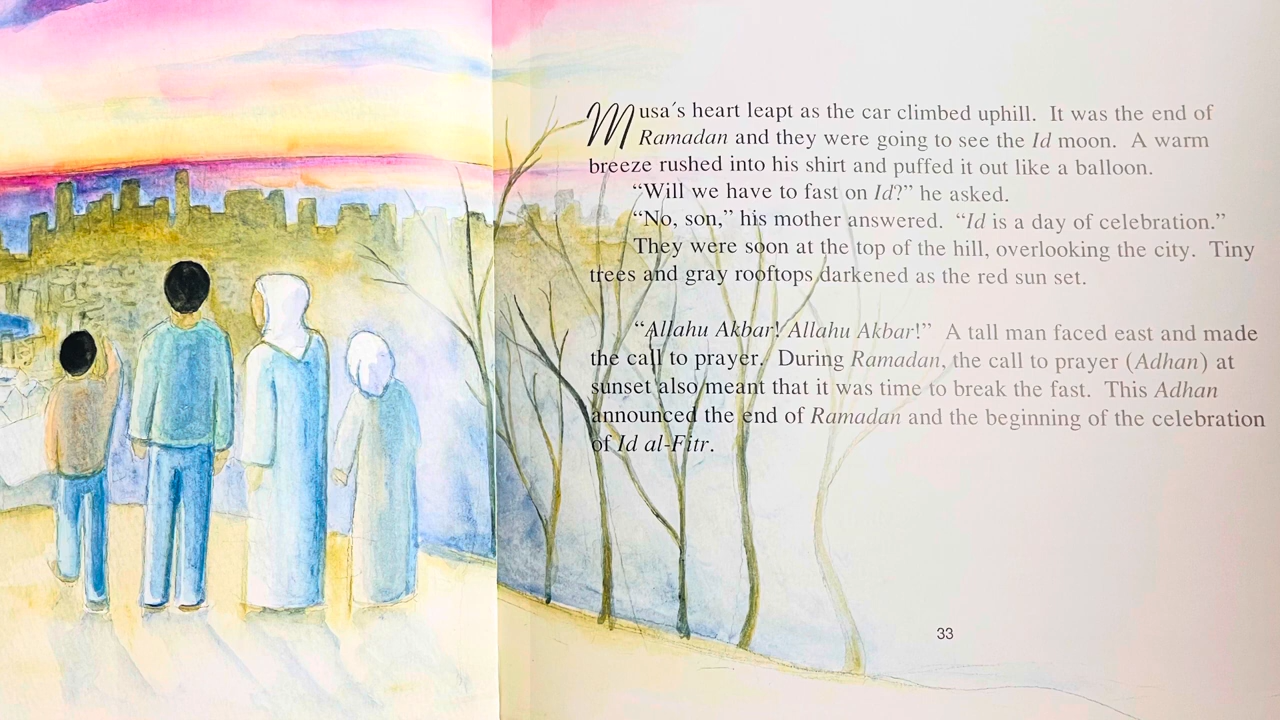 Musa's heart leapt as the car climbed uphill. It was the end of
Ramadan and they were going to see the Id moon. A warm
breeze rushed into his shirt and puffed it out like a balloon.
“Will we have to fast on Id?” he asked.
“No, son,” his mother answered. “Id is a day of celebration.”
They were soon at the top of the hill, overlooking the city. Tiny
trees and gray rooftops darkened as the red sun set.
“Allahu Akbar! Allahu Akbar!” A tall man faced east and made
the call to prayer. During Ramadan, the call to prayer (Adhan) at
sunset also meant that it was time to break the fast. This Adhan
announced the end of Ramadan and the beginning of the celebration
of Id al-Fitr.
33